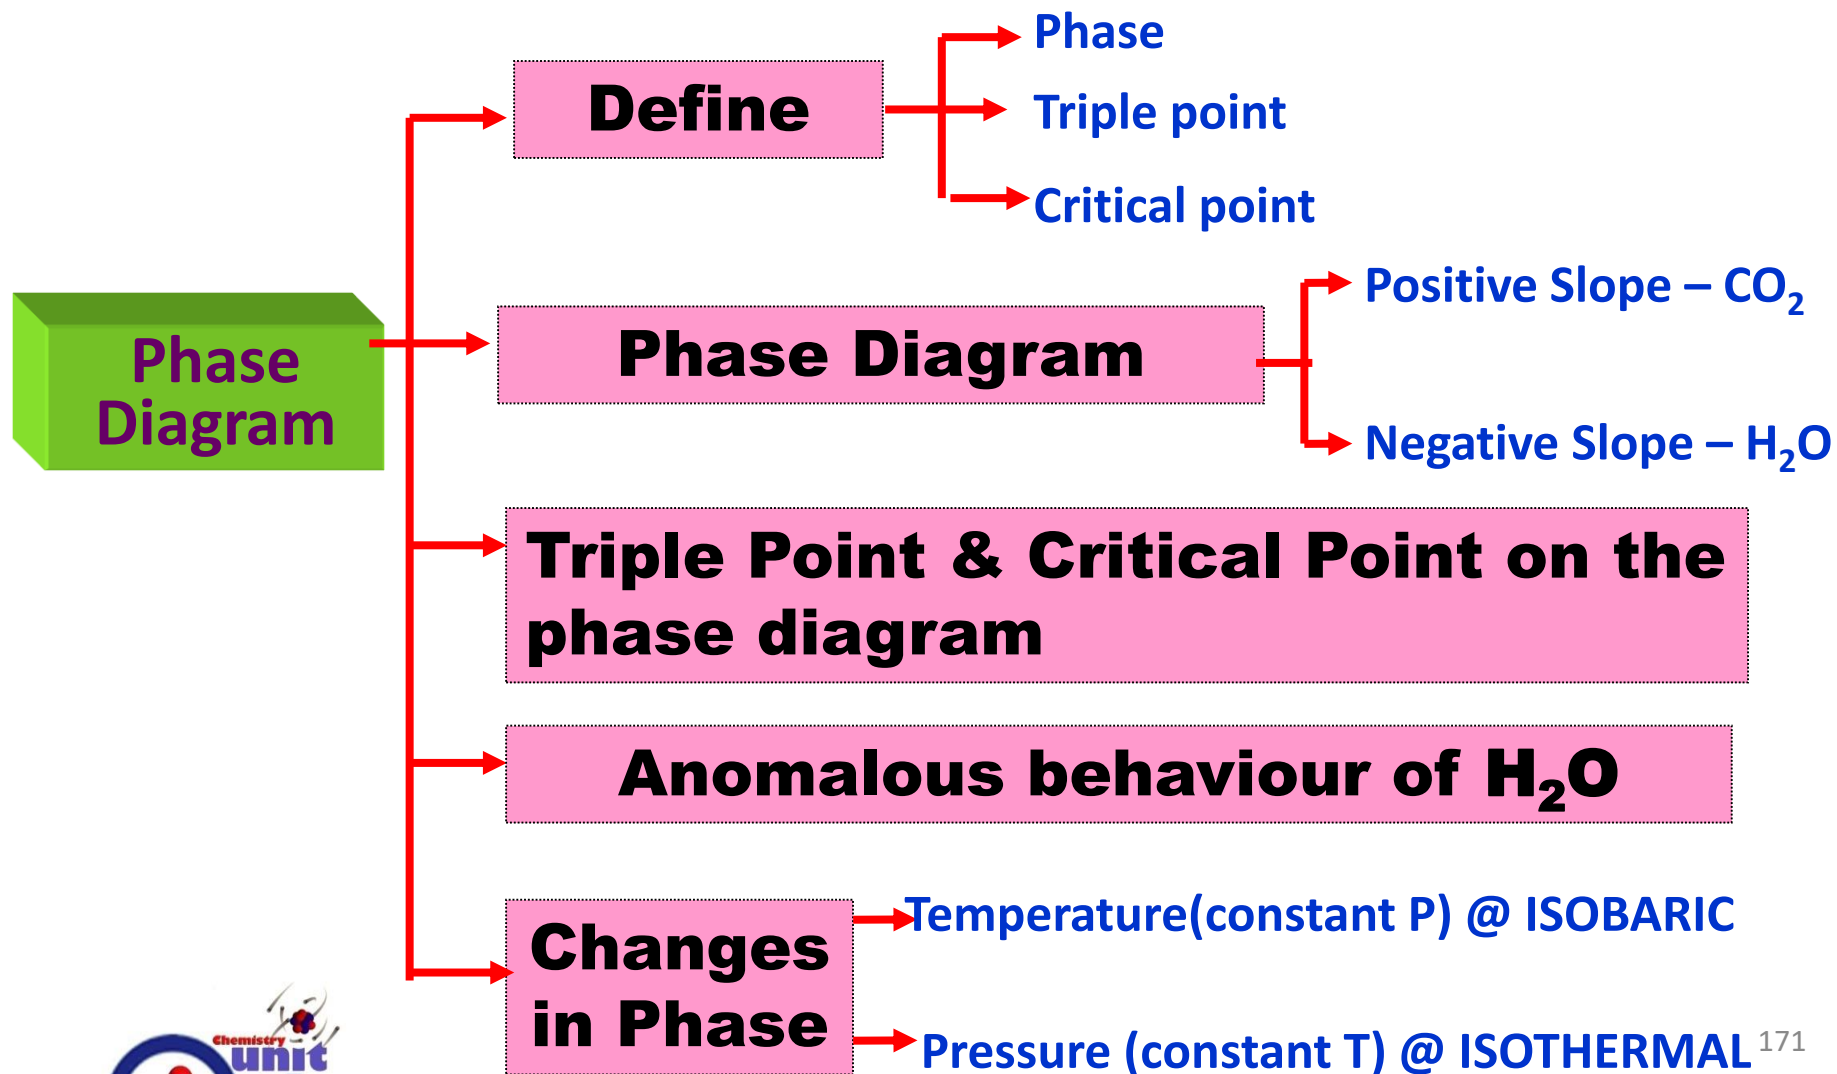 Phase
Define
Triple point
Critical point
Positive Slope – CO₂
Phase
Diagram
Phase Diagram
Negative Slope – H₂O
Triple Point & Critical Point on the
phase diagram
Anomalous behaviour of H₂O
Changes
in Phase
Temperature(constant P) @ ISOBARIC
Pressure (constant T) @ ISOTHERMAL
171
Chemistry
unit